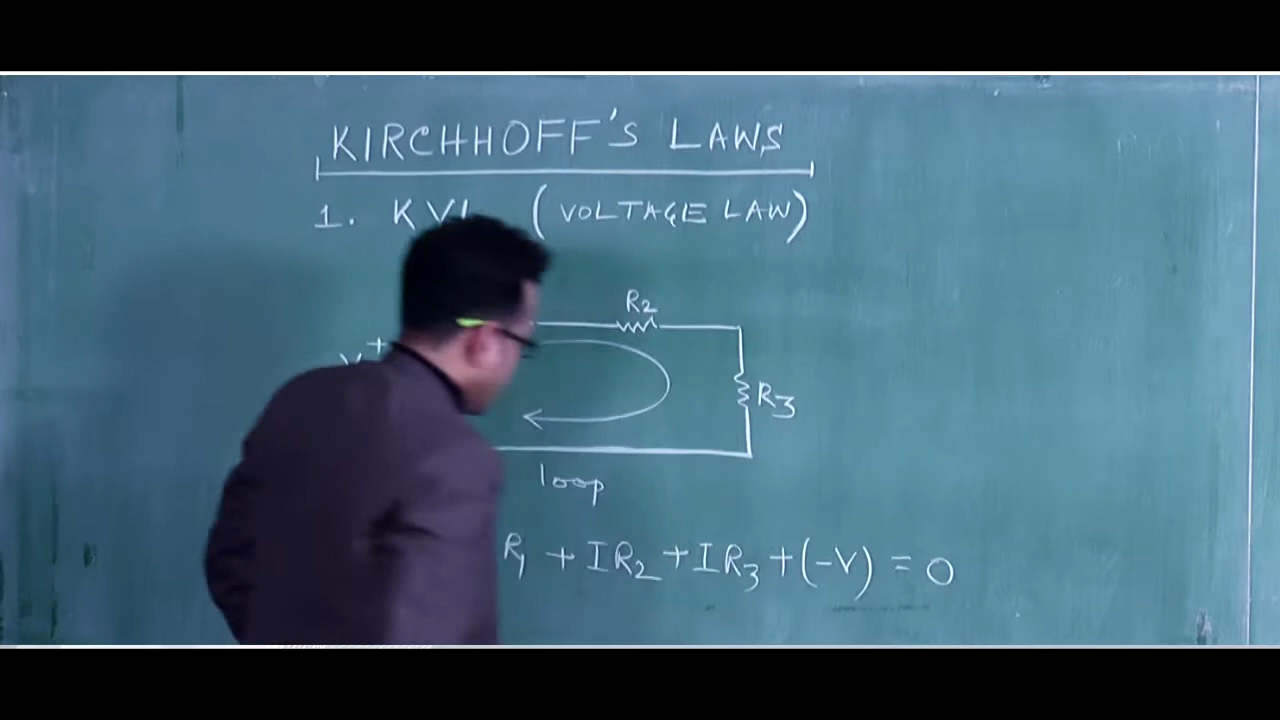 KIRCHHOFF'S LAWS
1. KVL (VOLTAGE LAW)
R2
V +
R3
loop
R1 + IR2 + IR3 + (-V) = 0